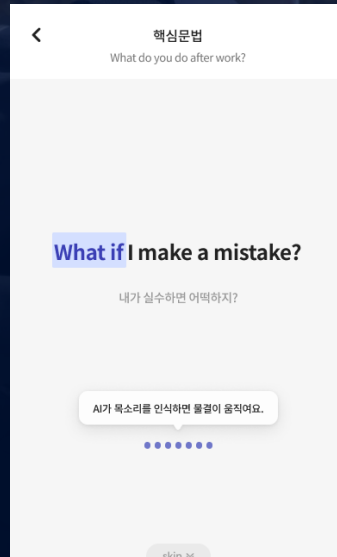 핵심문법
What do you do after work?
What if I make a mistake?
내가 실수하면 어떡하지?
AI가 목소리를 인식하면 물결이 움직여요.
skip